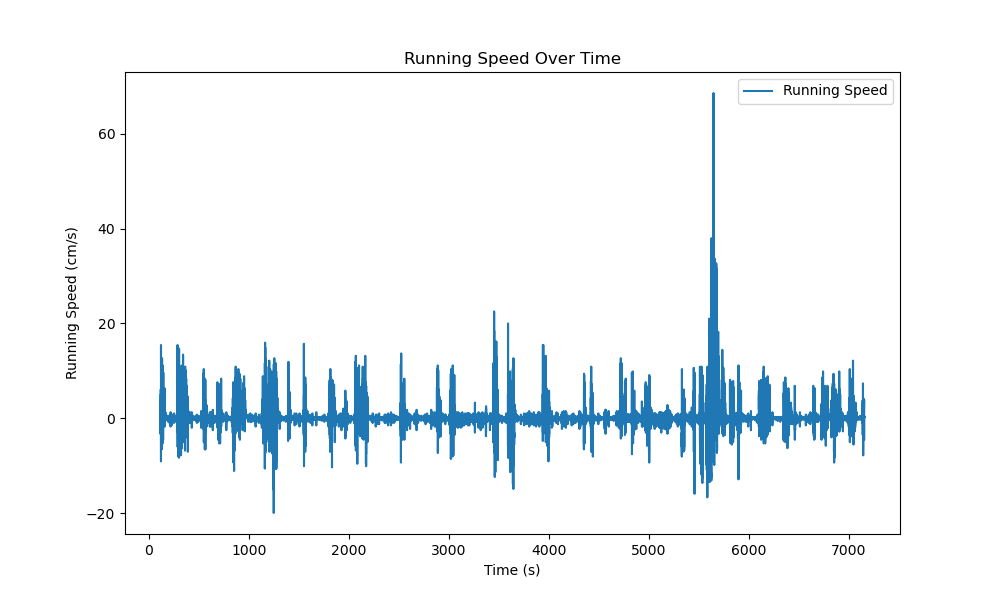 Running Speed Over Time
Running Speed
Running Speed (cm/s)
60
40
20
0
−20
0 1000 2000 3000 4000 5000 6000 7000
Time (s)